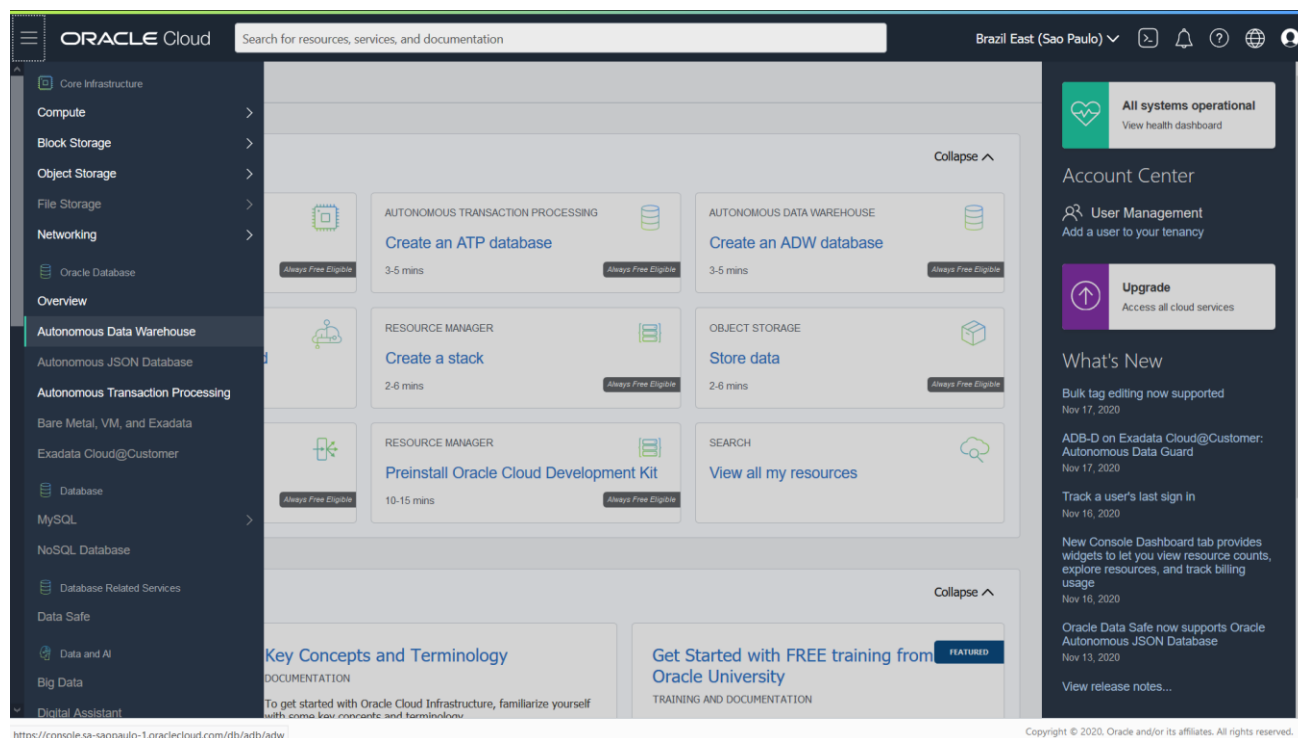 ORACLE Cloud
Search for resources, services, and documentation
Brazil East (Sao Paulo)
Core Infrastructure
Compute
Block Storage
Object Storage
File Storage
Networking
Oracle Database
Overview
Autonomous Data Warehouse
Autonomous JSON Database
Autonomous Transaction Processing
Bare Metal, VM, and Exadata
Exadata Cloud@Customer
Database
MySQL
NoSQL Database
Database Related Services
Data Safe
Data and AI
Big Data
Digital Assistant
Collapse
Always Free Eligible
AUTONOMOUS TRANSACTION PROCESSING
Create an ATP database
3-5 mins
Always Free Eligible
AUTONOMOUS DATA WAREHOUSE
Create an ADW database
3-5 mins
Always Free Eligible
d
RESOURCE MANAGER
Create a stack
2-6 mins
Always Free Eligible
OBJECT STORAGE
Store data
2-6 mins
Always Free Eligible
Always Free Eligible
RESOURCE MANAGER
Preinstall Oracle Cloud Development Kit
10-15 mins
Always Free Eligible
SEARCH
View all my resources
Collapse
Key Concepts and Terminology
DOCUMENTATION
To get started with Oracle Cloud Infrastructure, familiarize yourself
with some key concepts and terminology
Get Started with FREE training from
Oracle University
FEATURED
TRAINING AND DOCUMENTATION
All systems operational
View health dashboard
Account Center
User Management
Add a user to your tenancy
Upgrade
Access all cloud services
What's New
Bulk tag editing now supported
Nov 17, 2020
ADB-D on Exadata Cloud@Customer:
Autonomous Data Guard
Nov 17, 2020
Track a user's last sign in
Nov 16, 2020
New Console Dashboard tab provides
widgets to let you view resource counts,
explore resources, and track billing
usage
Nov 16, 2020
Oracle Data Safe now supports Oracle
Autonomous JSON Database
Nov 13, 2020
View release notes...
https://console.sa-saopaulo-1.oraclecloud.com/db/adb/adw
Copyright © 2020, Oracle and/or its affiliates. All rights reserved.